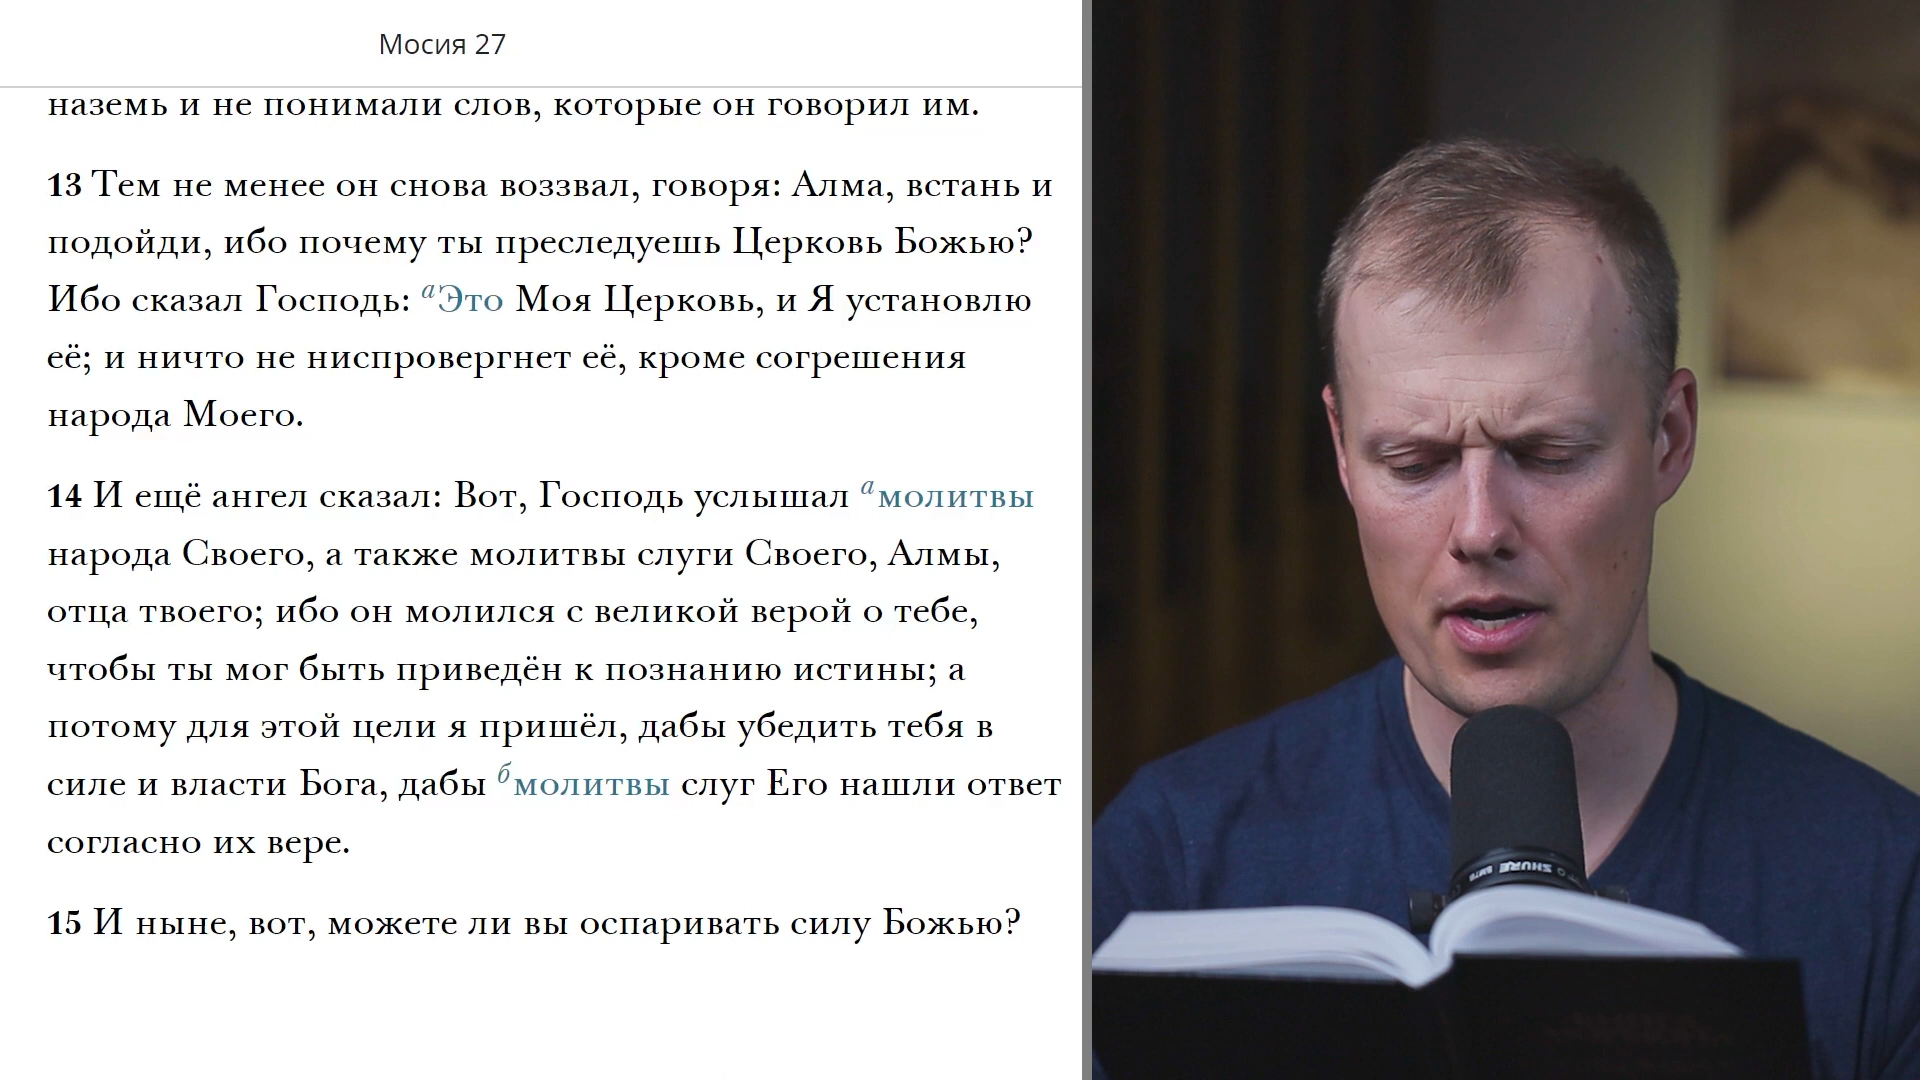 Мосия 27
наземь и не понимали слов, которые он говорил им.
13 Тем не менее он снова воззвал, говоря: Алма, встань и
подойди, ибо почему ты преследуешь Церковь Божью?
Ибо сказал Господь: аЭто Моя Церковь, и Я установлю
её; и ничто не ниспровергнет её, кроме согрешения
народа Моего.
14 И ещё ангел сказал: Вот, Господь услышал амолитвы
народа Своего, а также молитвы слуги Своего, Алмы,
отца твоего; ибо он молился с великой верой о тебе,
чтобы ты мог быть приведён к познанию истины; а
потому для этой цели я пришёл, дабы убедить тебя в
силе и власти Бога, дабы бмолитвы слуг Его нашли ответ
согласно их вере.
15 И ныне, вот, можете ли вы оспаривать силу Божью?
SHURE